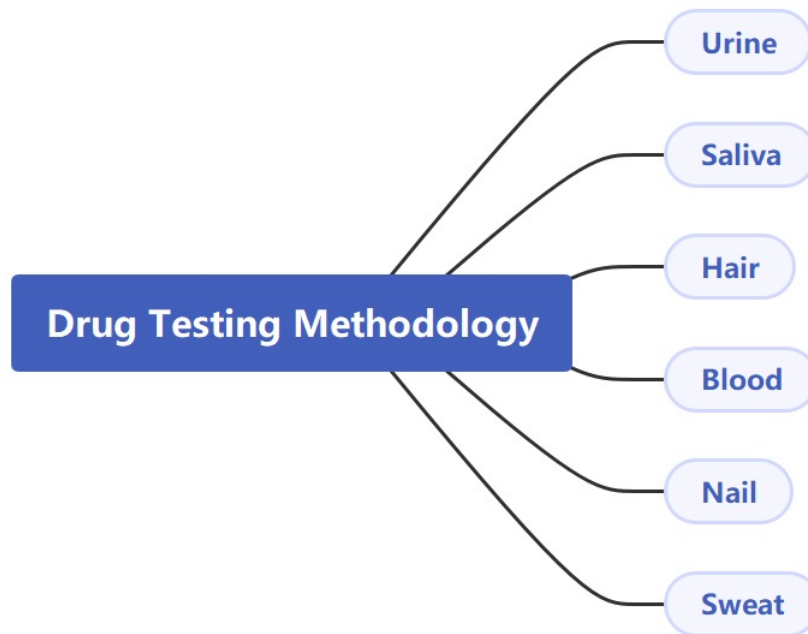 Drug Testing Methodology
Urine
Saliva
Hair
Blood
Nail
Sweat